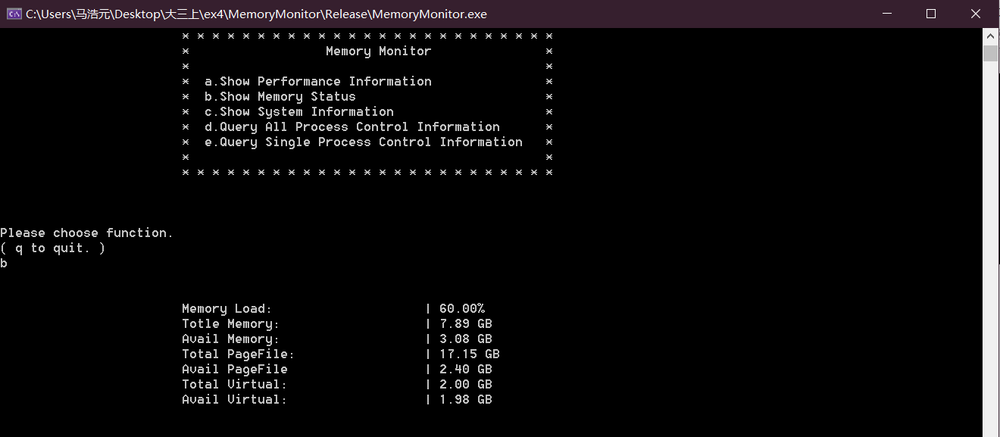 C:\Users\马浩元\Desktop\大三上\ex4\MemoryMonitor\Release\MemoryMonitor.exe
* * * * * * * * * * * * * * * * * * * * * * * * *
* Memory Monitor *
* *
* a.Show Performance Information *
* b.Show Memory Status *
* c.Show System Information *
* d.Query All Process Control Information *
* e.Query Single Process Control Information *
* *
* * * * * * * * * * * * * * * * * * * * * * * * *
Please choose function.
( q to quit. )
b
Memory Load: | 60.00%
Totle Memory: | 7.89 GB
Avail Memory: | 3.08 GB
Total PageFile: | 17.15 GB
Avail PageFile | 2.40 GB
Total Virtual: | 2.00 GB
Avail Virtual: | 1.98 GB